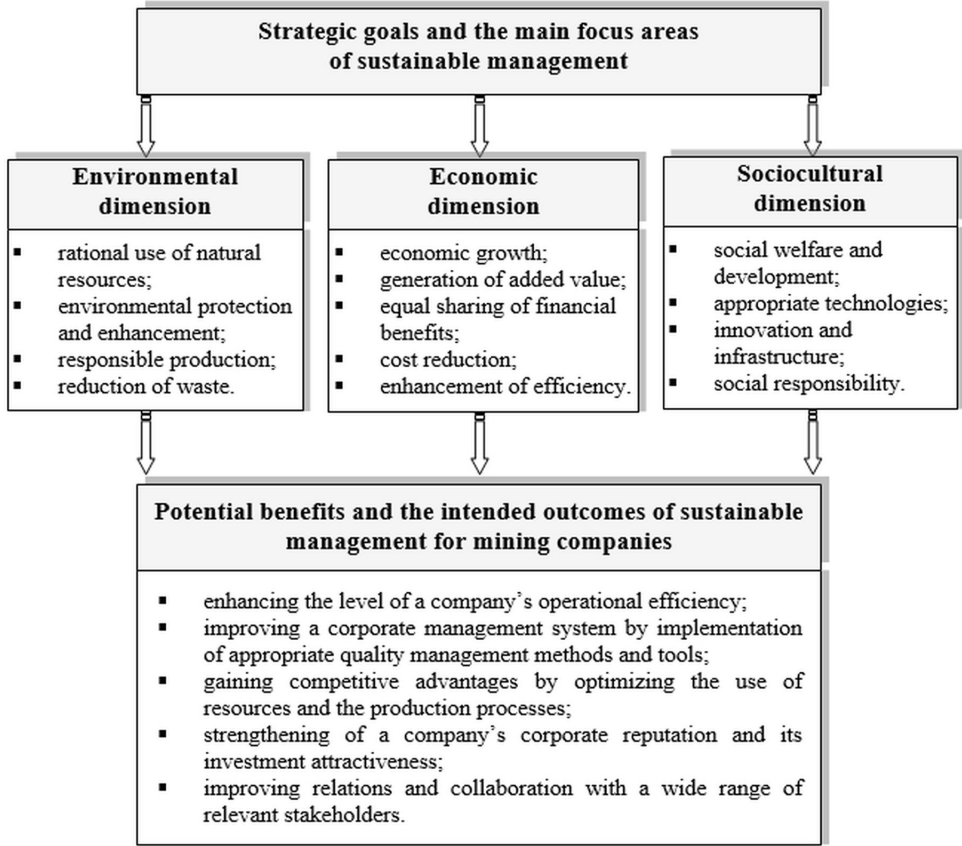 Strategic goals and the main focus areas
of sustainable management
Environmental
dimension
▪ rational use of natural
resources;
▪ environmental protection
and enhancement;
▪ responsible production;
▪ reduction of waste.
Economic
dimension
▪ economic growth;
▪ generation of added value;
▪ equal sharing of financial
benefits;
▪ cost reduction;
▪ enhancement of efficiency.
Sociocultural
dimension
▪ social welfare and
development;
▪ appropriate technologies;
▪ innovation and
infrastructure;
▪ social responsibility.
Potential benefits and the intended outcomes of sustainable
management for mining companies
▪ enhancing the level of a company’s operational efficiency;
▪ improving a corporate management system by implementation
of appropriate quality management methods and tools;
▪ gaining competitive advantages by optimizing the use of
resources and the production processes;
▪ strengthening of a company’s corporate reputation and its
investment attractiveness;
▪ improving relations and collaboration with a wide range of
relevant stakeholders.